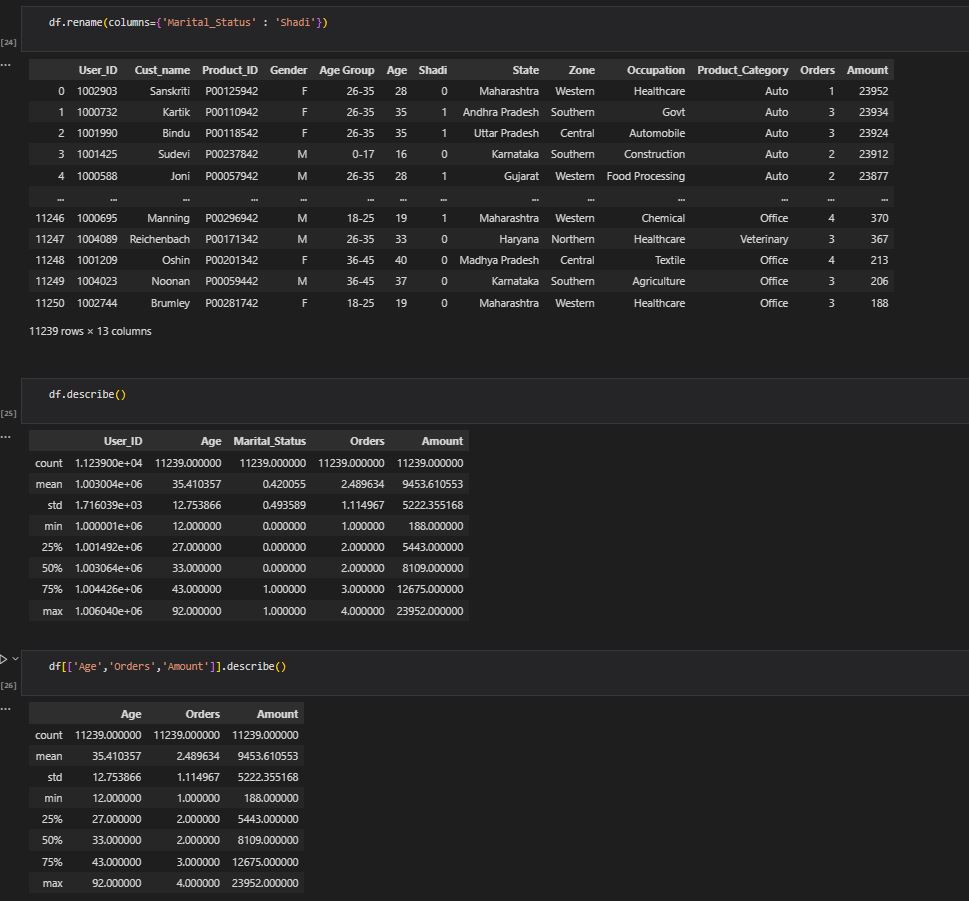 df.rename(columns={'Marital_Status' : 'Shadi'})
[24]
...
User_ID Cust_name Product_ID Gender Age Group Age Shadi State Zone Occupation Product_Category Orders Amount
0 1002903 Sanskriti P00125942 F 26-35 28 0 Maharashtra Western Healthcare Auto 1 23952
1 1000732 Kartik P00110942 F 26-35 35 1 Andhra Pradesh Southern Govt Auto 3 23934
2 1001990 Bindu P00118542 F 26-35 35 1 Uttar Pradesh Central Automobile Auto 3 23924
3 1001425 Sudevi P00237842 M 0-17 16 0 Karnataka Southern Construction Auto 2 23912
4 1000588 Joni P00057942 M 26-35 28 1 Gujarat Western Food Processing Auto 2 23877
... ... ... ... ... ... ... ... ... ... ... ... ... ...
11246 1000695 Manning P00296942 M 18-25 19 1 Maharashtra Western Chemical Office 4 370
11247 1004089 Reichenbach P00171342 M 26-35 33 0 Haryana Northern Healthcare Veterinary 3 367
11248 1001209 Oshin P00201342 F 36-45 40 0 Madhya Pradesh Central Textile Office 4 213
11249 1004023 Noonan P00059442 M 36-45 37 0 Karnataka Southern Agriculture Office 3 206
11250 1002744 Brumley P00281742 F 18-25 19 0 Maharashtra Western Healthcare Office 3 188
11239 rows × 13 columns
df.describe()
[25]
...
User_ID Age Marital_Status Orders Amount
count 1.123900e+04 11239.000000 11239.000000 11239.000000 11239.000000
mean 1.003004e+06 35.410357 0.420055 2.489634 9453.610553
std 1.716039e+03 12.753866 0.493589 1.114967 5222.355168
min 1.000001e+06 12.000000 0.000000 1.000000 188.000000
25% 1.001492e+06 27.000000 0.000000 2.000000 5443.000000
50% 1.003064e+06 33.000000 0.000000 2.000000 8109.000000
75% 1.004426e+06 43.000000 1.000000 3.000000 12675.000000
max 1.006040e+06 92.000000 1.000000 4.000000 23952.000000
df[['Age','Orders','Amount']].describe()
[26]
...
Age Orders Amount
count 11239.000000 11239.000000 11239.000000
mean 35.410357 2.489634 9453.610553
std 12.753866 1.114967 5222.355168
min 12.000000 1.000000 188.000000
25% 27.000000 2.000000 5443.000000
50% 33.000000 2.000000 8109.000000
75% 43.000000 3.000000 12675.000000
max 92.000000 4.000000 23952.000000